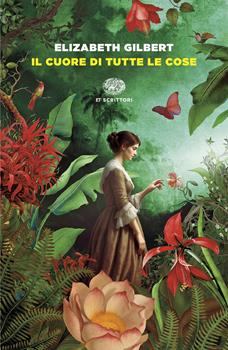 ELIZABETH GILBERT
IL CUORE DI TUTTE LE COSE
ET SCRITTORI